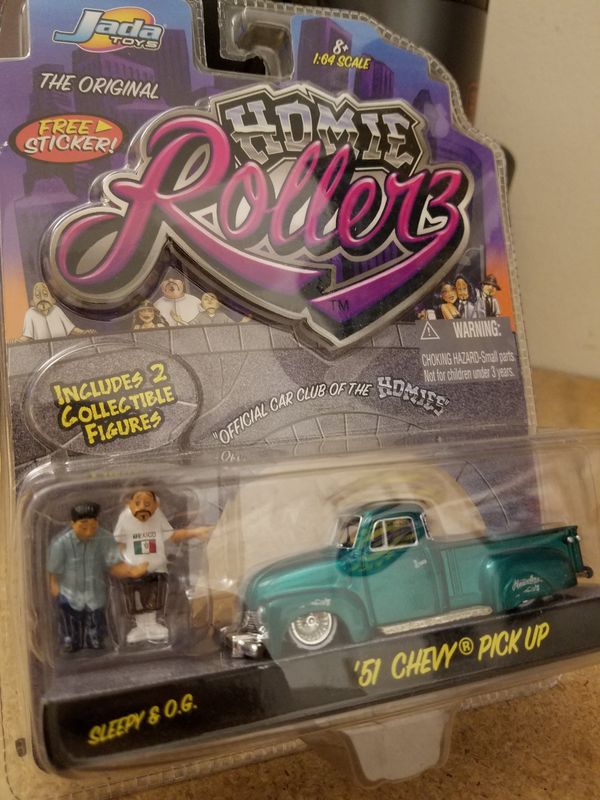 Jada
TOYS
8+
1:64 SCALE
THE ORIGINAL
FREE
STICKER!
HOMIE
Rollerz
TM
WARNING:
CHOKING HAZARD-Small parts
Not for children under 3 years.
INCLUDES 2
COLLECTIBLE
FIGURES
"OFFICIAL CAR CLUB OF THE HOMIES"
MEXICO
'51 CHEVY® PICK UP
SLEEPY & O.G.